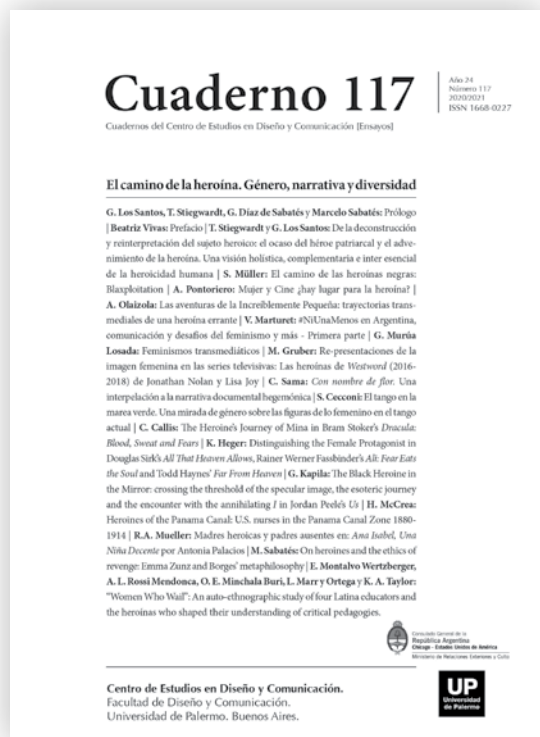 Cuaderno 117
Año 24
Número 117
2020/2021
ISSN 1668-0227
Cuadernos del Centro de Estudios en Diseño y Comunicación [Ensayos]
El camino de la heroína. Género, narrativa y diversidad
G. Los Santos, T. Stiegwardt, G. Díaz de Sabatés y Marcelo Sabatés: Prólogo
| Beatriz Vivas: Prefacio | T. Stiegwardt y G. Los Santos: De la deconstrucción
y reinterpretación del sujeto heroico: el ocaso del héroe patriarcal y el adve-
nimiento de la heroína. Una visión holística, complementaria e inter esencial
de la heroicidad humana | S. Müller: El camino de las heroínas negras:
Blaxploitation | A. Pontoriero: Mujer y Cine ¿hay lugar para la heroína? |
A. Olaizola: Las aventuras de la Increíblemente Pequeña: trayectorias trans-
mediales de una heroína errante | V. Marturet: #NiUnaMenos en Argentina,
comunicación y desafíos del feminismo y más - Primera parte | G. Murúa
Losada: Feminismos transmediáticos | M. Gruber: Re-presentaciones de la
imagen femenina en las series televisivas: Las heroínas de Westword (2016-
2018) de Jonathan Nolan y Lisa Joy | C. Sama: Con nombre de flor. Una
interpelación a la narrativa documental hegemónica | S. Cecconi: El tango en la
marea verde. Una mirada de género sobre las figuras de lo femenino en el tango
actual | C. Callis: The Heroine's Journey of Mina in Bram Stoker's Dracula:
Blood, Sweat and Fears | K. Heger: Distinguishing the Female Protagonist in
Douglas Sirk's All That Heaven Allows, Rainer Werner Fassbinder's Ali: Fear Eats
the Soul and Todd Haynes' Far From Heaven | G. Kapila: The Black Heroine in
the Mirror: crossing the threshold of the specular image, the esoteric journey
and the encounter with the annihilating I in Jordan Peele's Us | H. McCrea:
Heroines of the Panama Canal: U.S. nurses in the Panama Canal Zone 1880-
1914 | R.A. Mueller: Madres heroicas y padres ausentes en: Ana Isabel, Una
Niña Decente por Antonia Palacios | M. Sabatés: On heroines and the ethics of
revenge: Emma Zunz and Borges' metaphilosophy | E. Montalvo Wertzberger,
A. L. Rossi Mendonca, O. E. Minchala Buri, L. Marr y Ortega y K. A. Taylor:
"Women Who Wail": An auto-ethnographic study of four Latina educators and
the heroínas who shaped their understanding of critical pedagogies.
Consulado General de la
República Argentina
Chicago - Estados Unidos de América
Ministerio de Relaciones Exteriores y Culto
Centro de Estudios en Diseño y Comunicación.
Facultad de Diseño y Comunicación.
Universidad de Palermo. Buenos Aires.
UP
Universidad
de Palermo